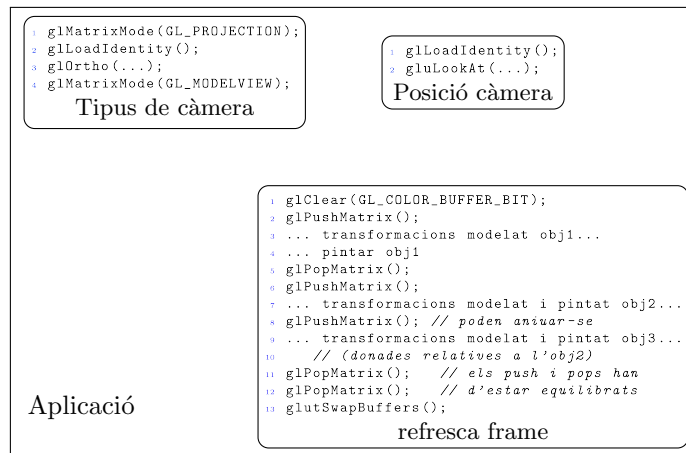 1 glMatrixMode(GL_PROJECTION);
2 glLoadIdentity();
3 glOrtho(...);
4 glMatrixMode(GL_MODELVIEW);
Tipus de càmera
1 glLoadIdentity();
2 gluLookAt(...);
Posició càmera
1 glClear(GL_COLOR_BUFFER_BIT);
2 glPushMatrix();
3 ... transformacions modelat obj1...
4 ... pintar obj1
5 glPopMatrix();
6 glPushMatrix();
7 ... transformacions modelat i pintat obj2...
8 glPushMatrix(); // poden aniuar-se
9 ... transformacions modelat i pintat obj3...
10 // (donades relatives a l'obj2)
11 glPopMatrix(); // els push i pops han
12 glPopMatrix(); // d'estar equilibrats
13 glutSwapBuffers();
refresca frame
Aplicació